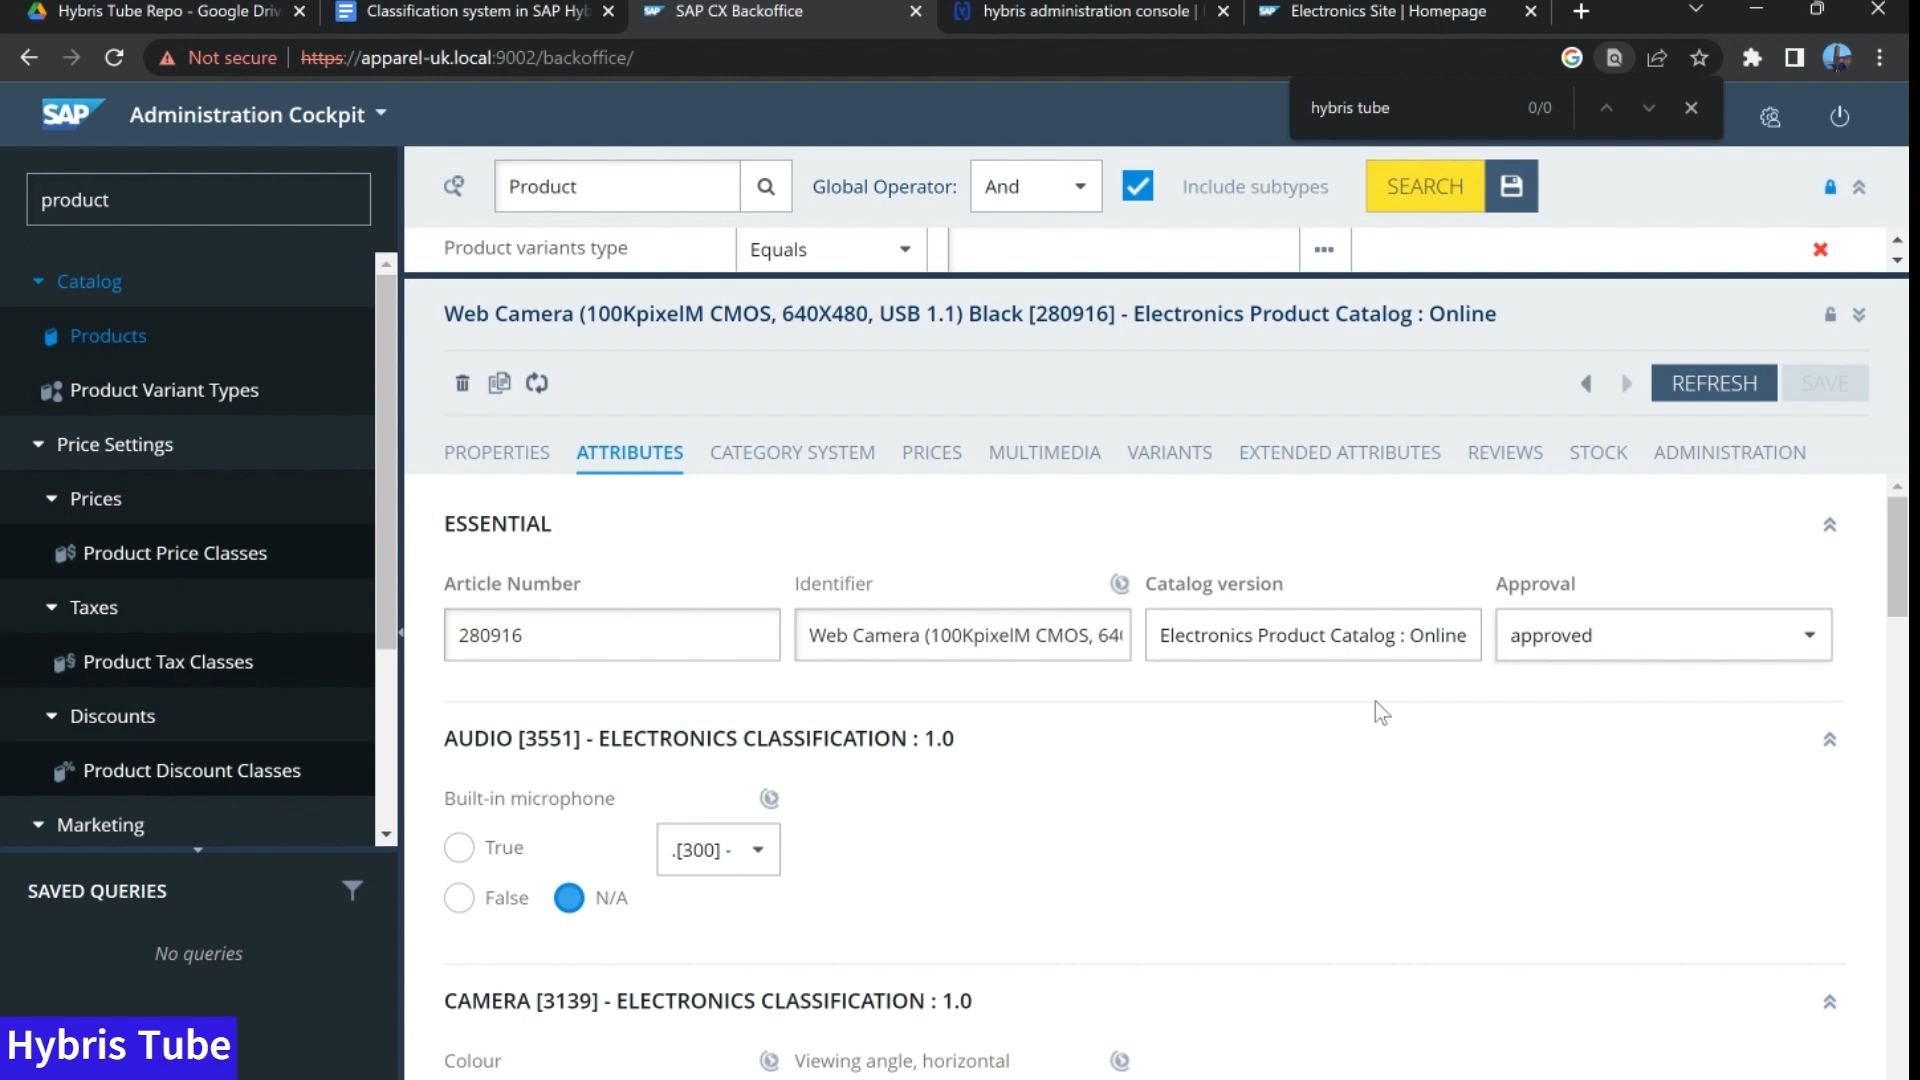 Hybris Tube Repo - Google Driv
Classification system in SAP Hyb
SAP CX Backoffice
hybris administration console |
Electronics Site | Homepage
Not secure
https://apparel-uk.local:9002/backoffice/
hybris tube
0/0
SAP
Administration Cockpit
product
Product
Global Operator:
And
Include subtypes
SEARCH
Product variants type
Equals
Catalog
Products
Product Variant Types
Price Settings
Prices
Product Price Classes
Taxes
Product Tax Classes
Discounts
Product Discount Classes
Marketing
SAVED QUERIES
No queries
Hybris Tube
Web Camera (100KpixelM CMOS, 640X480, USB 1.1) Black [280916] - Electronics Product Catalog : Online
REFRESH
SAVE
PROPERTIES
ATTRIBUTES
CATEGORY SYSTEM
PRICES
MULTIMEDIA
VARIANTS
EXTENDED ATTRIBUTES
REVIEWS
STOCK
ADMINISTRATION
ESSENTIAL
Article Number
Identifier
Catalog version
Approval
280916
Web Camera (100KpixelM CMOS, 64
Electronics Product Catalog : Online
approved
AUDIO [3551] - ELECTRONICS CLASSIFICATION : 1.0
Built-in microphone
True
.[300] -
False
N/A
CAMERA [3139] - ELECTRONICS CLASSIFICATION : 1.0
Colour
Viewing angle, horizontal